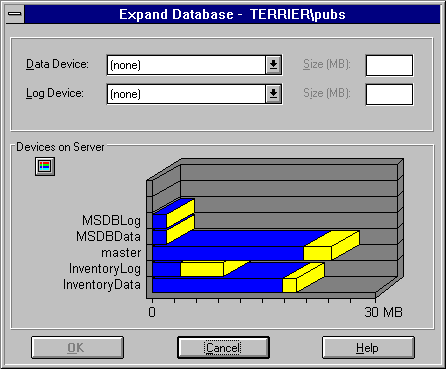 Expand Database - TERRIER\pubs
Data Device: (none) Size (MB):
Log Device: (none) Size (MB):
Devices on Server
MSDBLog
MSDBData
master
InventoryLog
InventoryData
0 30 MB
OK Cancel Help